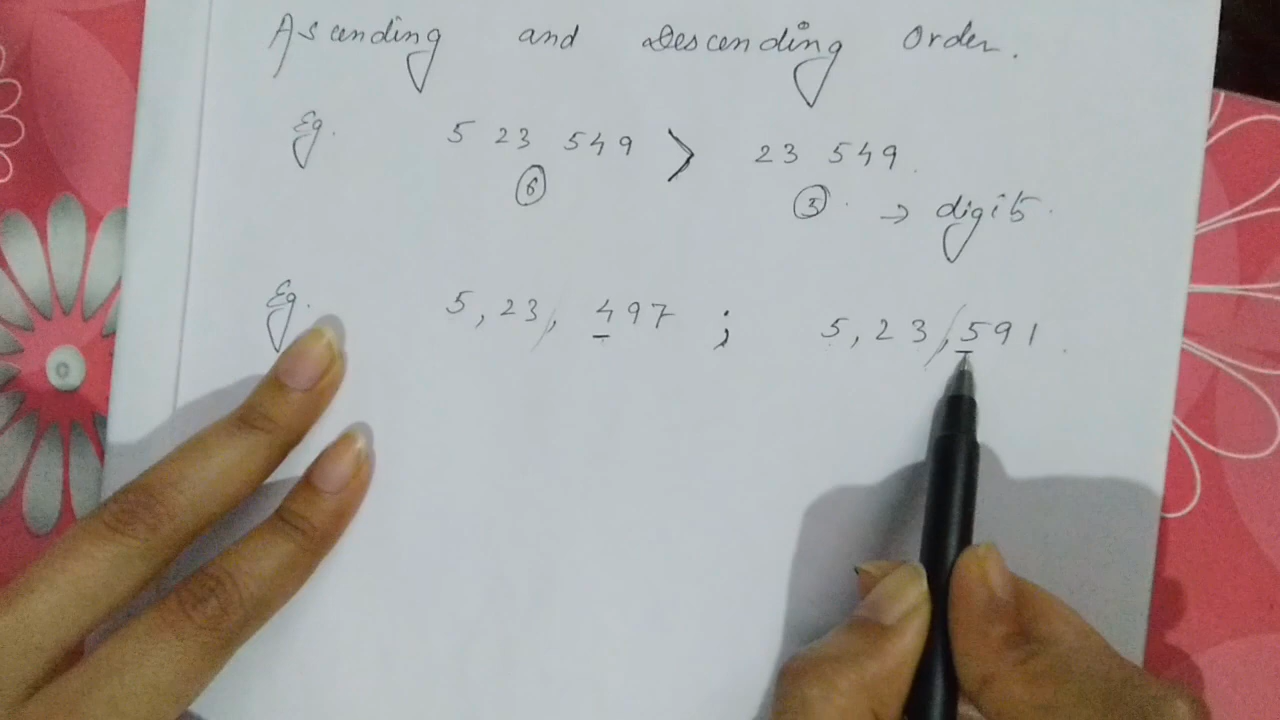 Ascending and Descending Order.
Eg. 5 23 549 > 23 549.
6 5 → digits.
Eg. 5,23, 497 ; 5,23,591.